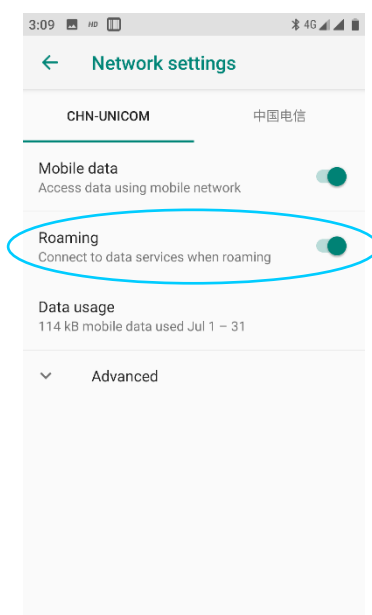 3:09 HD 4G
Network settings
CHN-UNICOM 中国电信
Mobile data
Access data using mobile network
Roaming
Connect to data services when roaming
Data usage
114 kB mobile data used Jul 1 – 31
Advanced